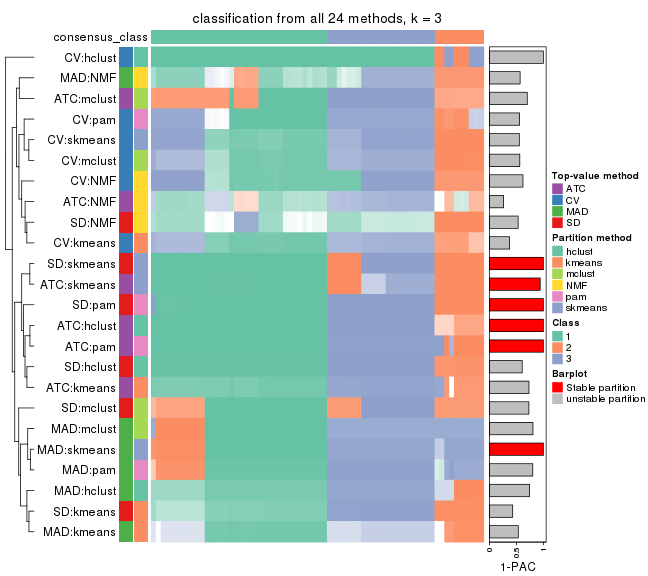 classification from all 24 methods, k = 3
consensus_class
CV:hclust
MAD:NMF
ATC:mclust
CV:pam
CV:skmeans
CV:mclust
CV:NMF
ATC:NMF
SD:NMF
CV:kmeans
SD:skmeans
ATC:skmeans
SD:pam
ATC:hclust
ATC:pam
SD:hclust
ATC:kmeans
SD:mclust
MAD:mclust
MAD:skmeans
MAD:pam
MAD:hclust
SD:kmeans
MAD:kmeans
0
0.5
1
1-PAC
Top-value method
ATC
CV
MAD
SD
Partition method
hclust
kmeans
mclust
NMF
pam
skmeans
Class
1
2
3
Barplot
Stable partition
unstable partition